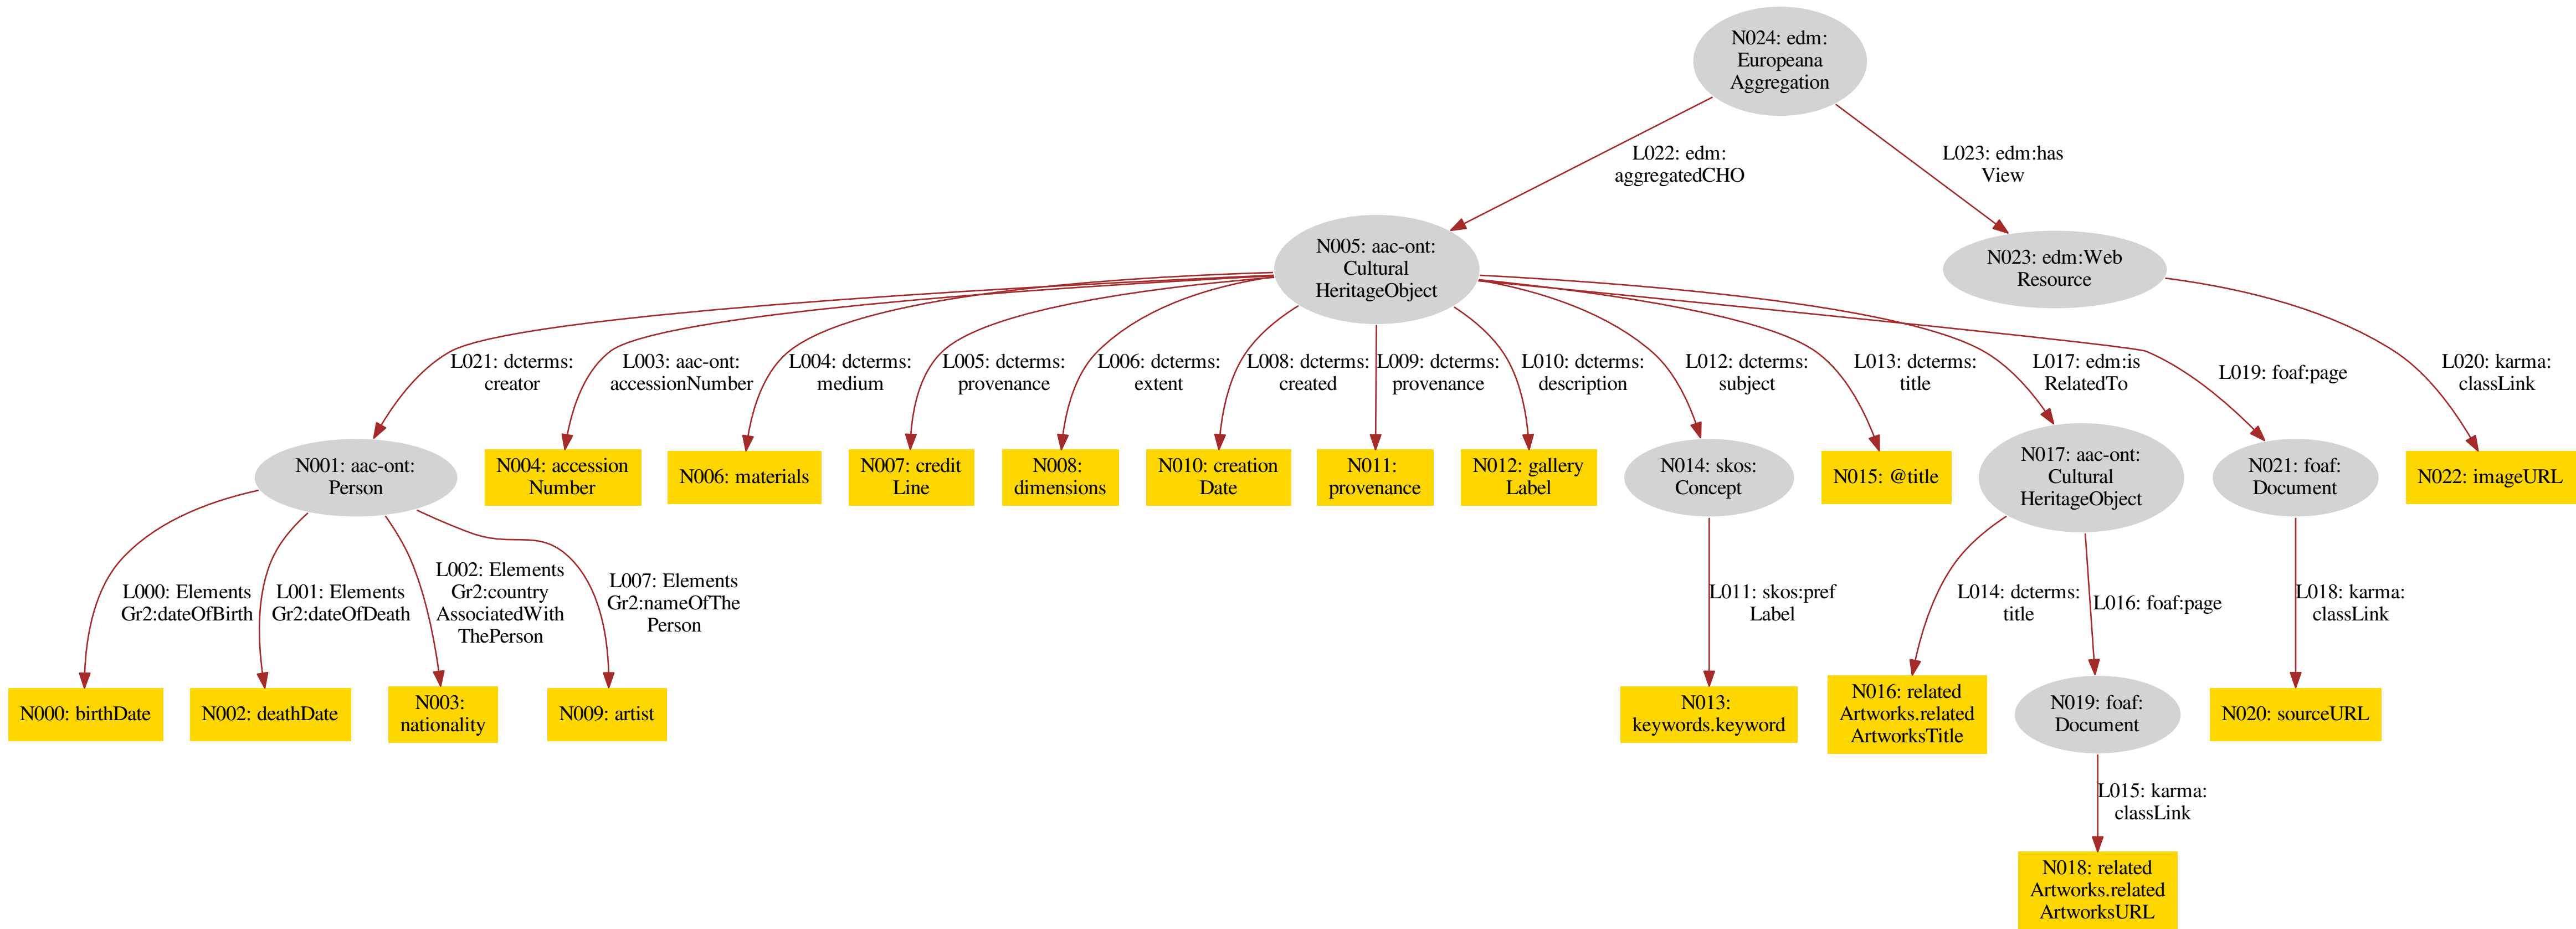 N024: edm:
Europeana
Aggregation
L022: edm:
aggregatedCHO
L023: edm:has
View
N005: aac-ont:
Cultural
HeritageObject
N023: edm:Web
Resource
L021: dcterms:
creator
L003: aac-ont:
accessionNumber
L004: dcterms:
medium
L005: dcterms:
provenance
L006: dcterms:
extent
L008: dcterms:
created
L009: dcterms:
provenance
L010: dcterms:
description
L012: dcterms:
subject
L013: dcterms:
title
L017: edm:is
RelatedTo
L019: foaf:page
L020: karma:
classLink
N001: aac-ont:
Person
N004: accession
Number
N006: materials
N007: credit
Line
N008:
dimensions
N010: creation
Date
N011:
provenance
N012: gallery
Label
N014: skos:
Concept
N015: @title
N017: aac-ont:
Cultural
HeritageObject
N021: foaf:
Document
N022: imageURL
L000: Elements
Gr2:dateOfBirth
L001: Elements
Gr2:dateOfDeath
L002: Elements
Gr2:country
AssociatedWith
ThePerson
L007: Elements
Gr2:nameOfThe
Person
L011: skos:pref
Label
L014: dcterms:
title
L016: foaf:page
L018: karma:
classLink
N000: birthDate
N002: deathDate
N003:
nationality
N009: artist
N013:
keywords.keyword
N016: related
Artworks.related
ArtworksTitle
N019: foaf:
Document
N020: sourceURL
L015: karma:
classLink
N018: related
Artworks.related
ArtworksURL